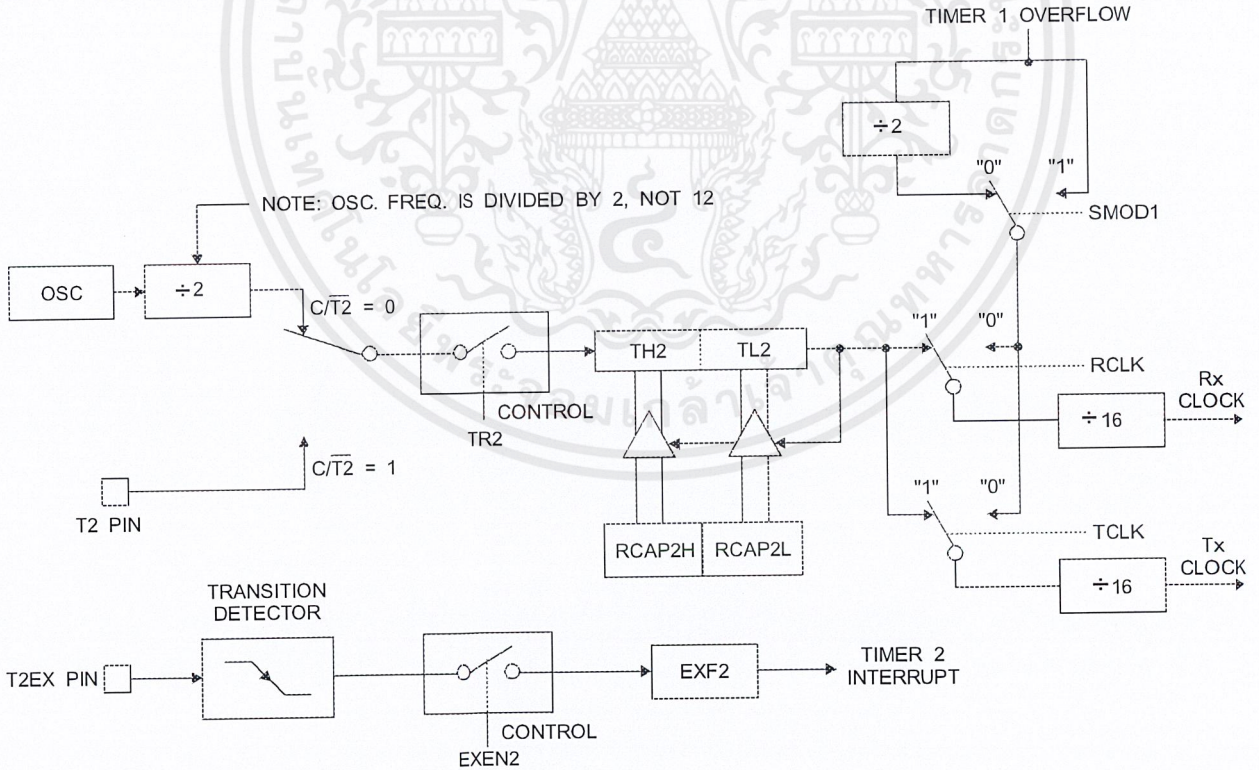 TIMER 1 OVERFLOW
÷2
"0" "1"
SMOD1
NOTE: OSC. FREQ. IS DIVIDED BY 2, NOT 12
OSC
÷2
C/T̅2̅ = 0
TH2 TL2
"1" "0"
RCLK
Rx
CLOCK
÷16
CONTROL
TR2
C/T̅2̅ = 1
T2 PIN
RCAP2H RCAP2L
"1" "0"
TCLK
Tx
CLOCK
÷16
TRANSITION
DETECTOR
T2EX PIN
EXF2
TIMER 2
INTERRUPT
CONTROL
EXEN2